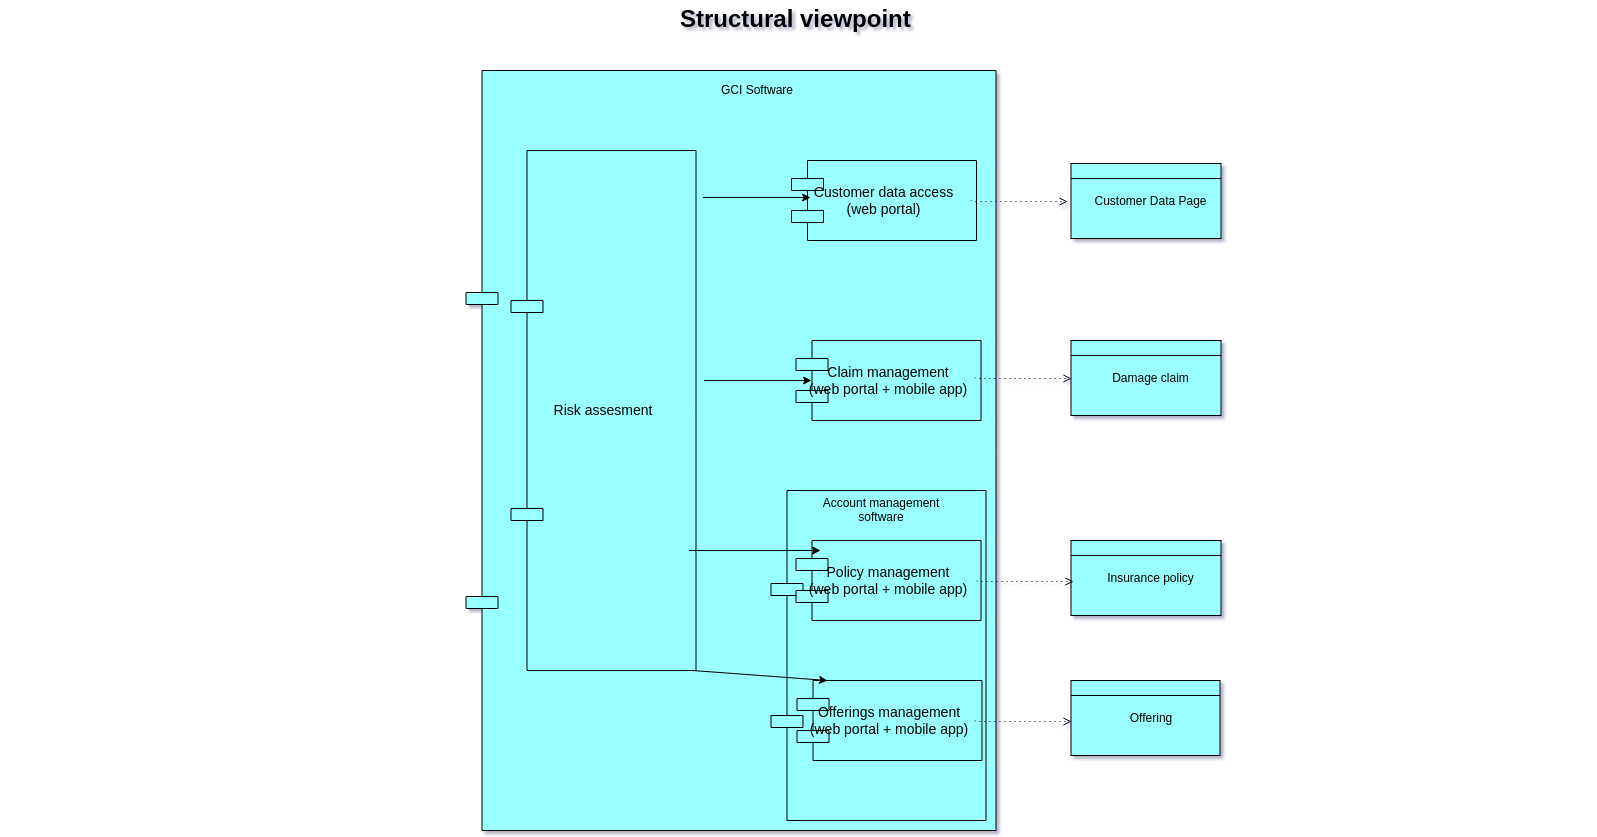 Structural viewpoint
GCI Software
Customer data access
(web portal)
Customer Data Page
Claim management
(web portal + mobile app)
Damage claim
Risk assesment
Account management
software
Policy management
(web portal + mobile app)
Insurance policy
Offerings management
(web portal + mobile app)
Offering